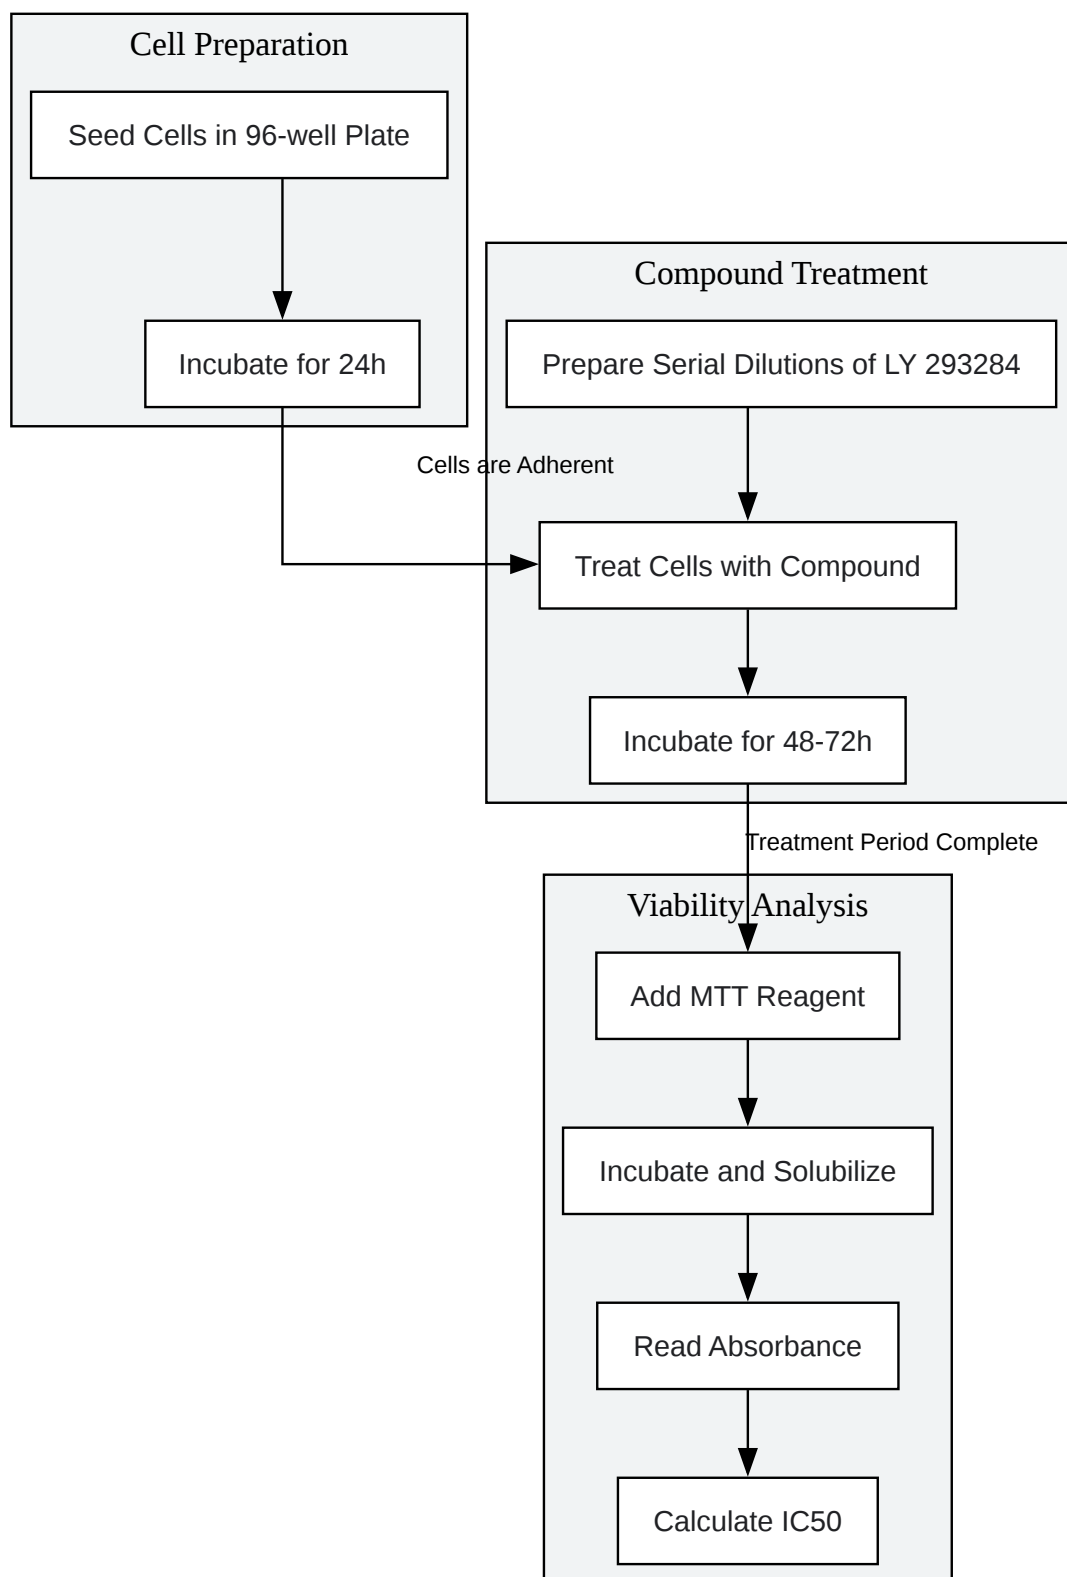 Cell Preparation
Seed Cells in 96-well Plate
Incubate for 24h
Cells are Adherent
Compound Treatment
Prepare Serial Dilutions of LY 293284
Treat Cells with Compound
Incubate for 48-72h
Treatment Period Complete
Viability Analysis
Add MTT Reagent
Incubate and Solubilize
Read Absorbance
Calculate IC50